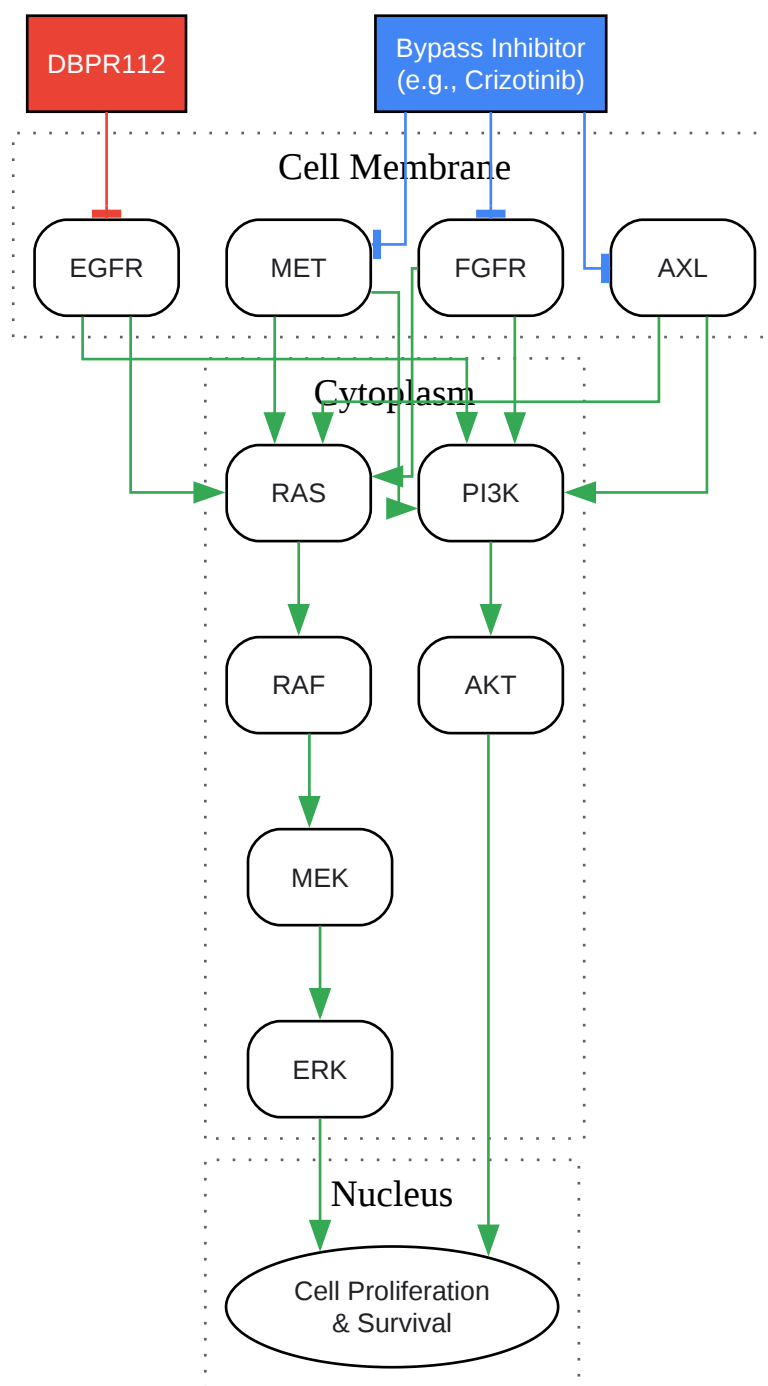 DBPR112
Bypass Inhibitor
(e.g., Crizotinib)
Cell Membrane
EGFR
MET
FGFR
AXL
Cytoplasm
RAS
PI3K
RAF
AKT
MEK
ERK
Nucleus
Cell Proliferation
& Survival